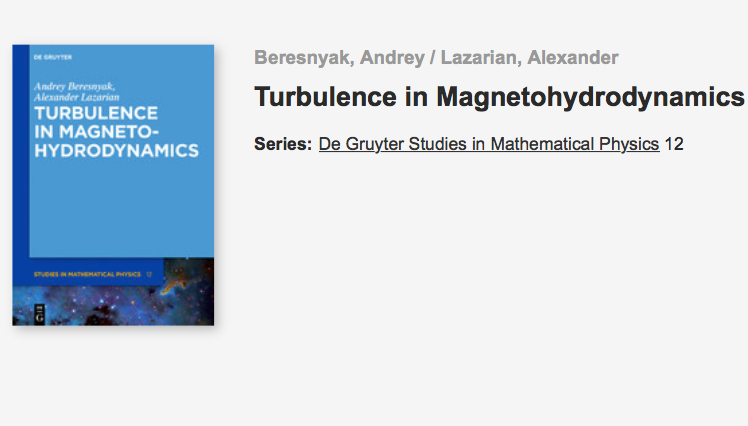 DE GRUYTER
Andrey Beresnyak,
Alexander Lazarian
TURBULENCE
IN MAGNETO-
HYDRODYNAMICS
STUDIES IN MATHEMATICAL PHYSICS 12
DE
G
Beresnyak, Andrey / Lazarian, Alexander
Turbulence in Magnetohydrodynamics
Series: De Gruyter Studies in Mathematical Physics 12